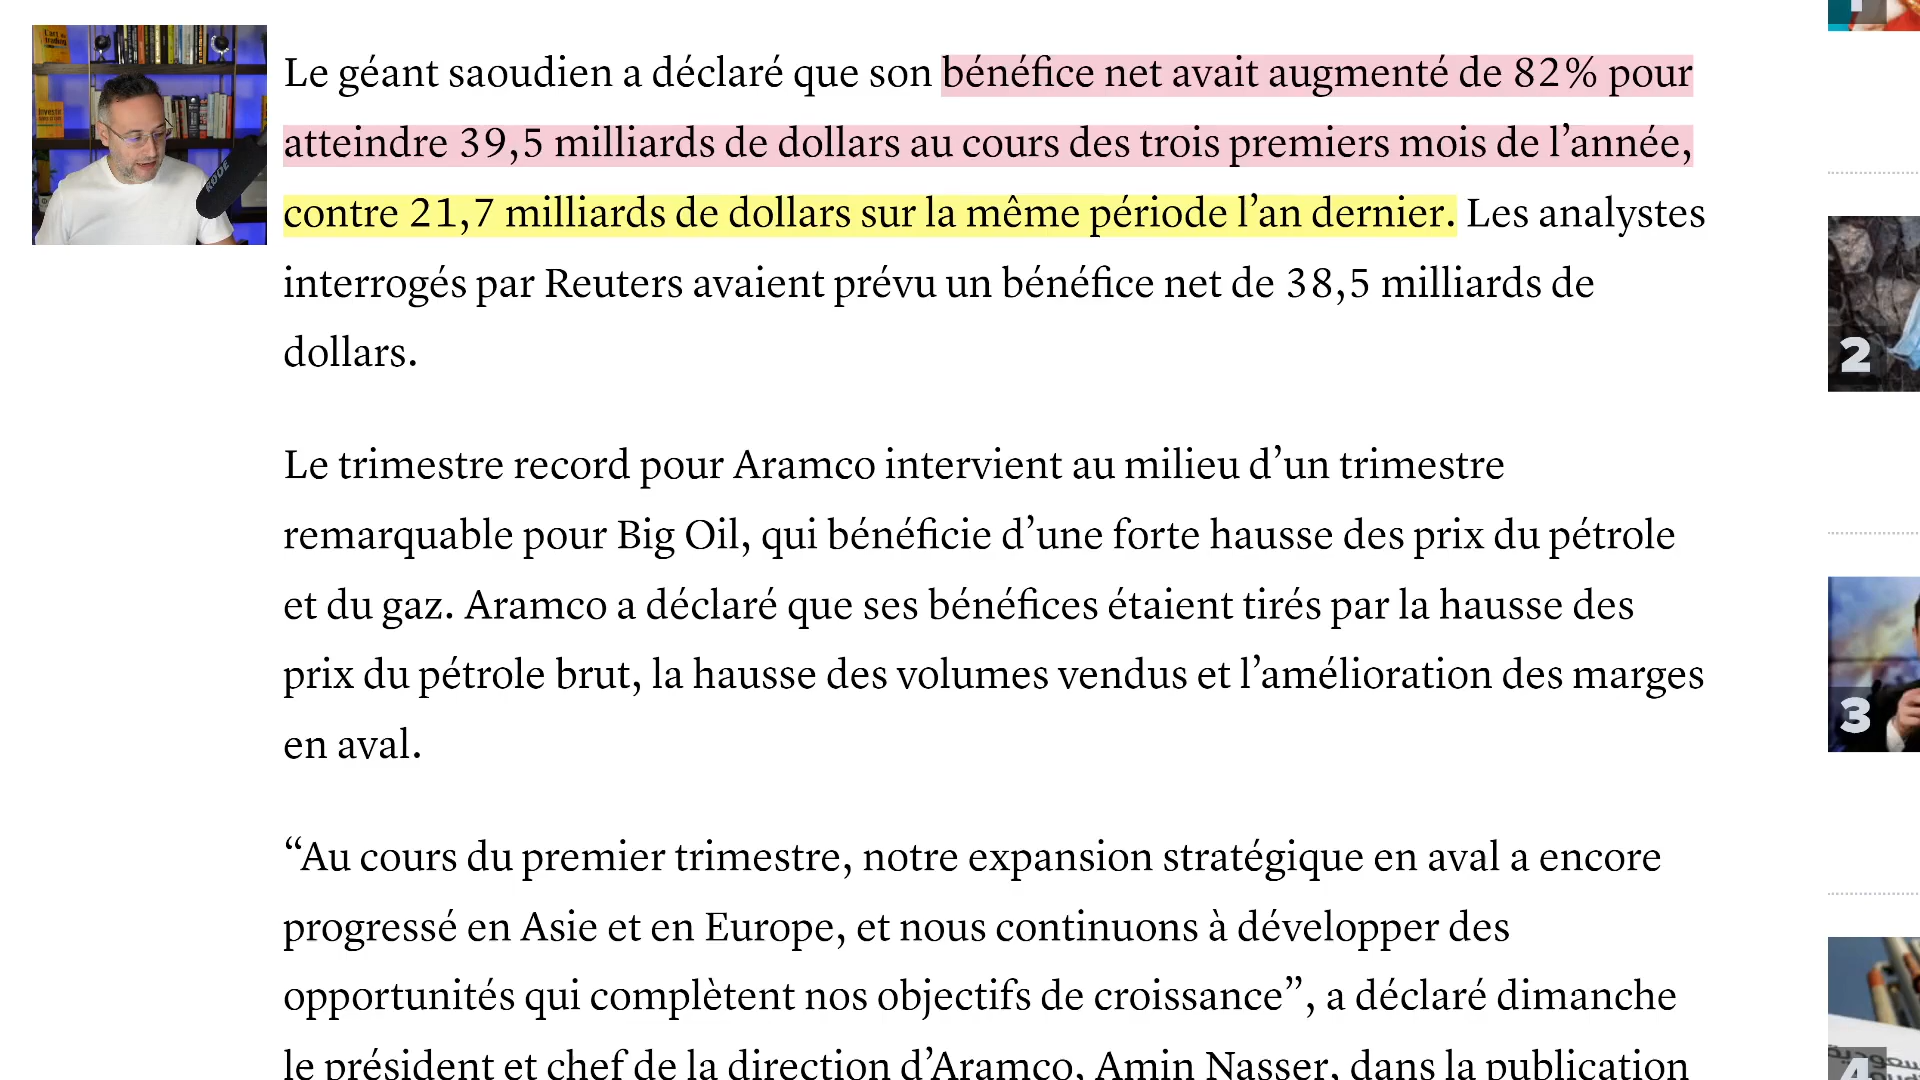 Le géant saoudien a déclaré que son bénéfice net avait augmenté de 82% pour
atteindre 39,5 milliards de dollars au cours des trois premiers mois de l’année,
contre 21,7 milliards de dollars sur la même période l’an dernier. Les analystes
interrogés par Reuters avaient prévu un bénéfice net de 38,5 milliards de
dollars.
Le trimestre record pour Aramco intervient au milieu d’un trimestre
remarquable pour Big Oil, qui bénéficie d’une forte hausse des prix du pétrole
et du gaz. Aramco a déclaré que ses bénéfices étaient tirés par la hausse des
prix du pétrole brut, la hausse des volumes vendus et l’amélioration des marges
en aval.
“Au cours du premier trimestre, notre expansion stratégique en aval a encore
progressé en Asie et en Europe, et nous continuons à développer des
opportunités qui complètent nos objectifs de croissance”, a déclaré dimanche
le président et chef de la direction d’Aramco, Amin Nasser, dans la publication
RODE
1
2
3
4